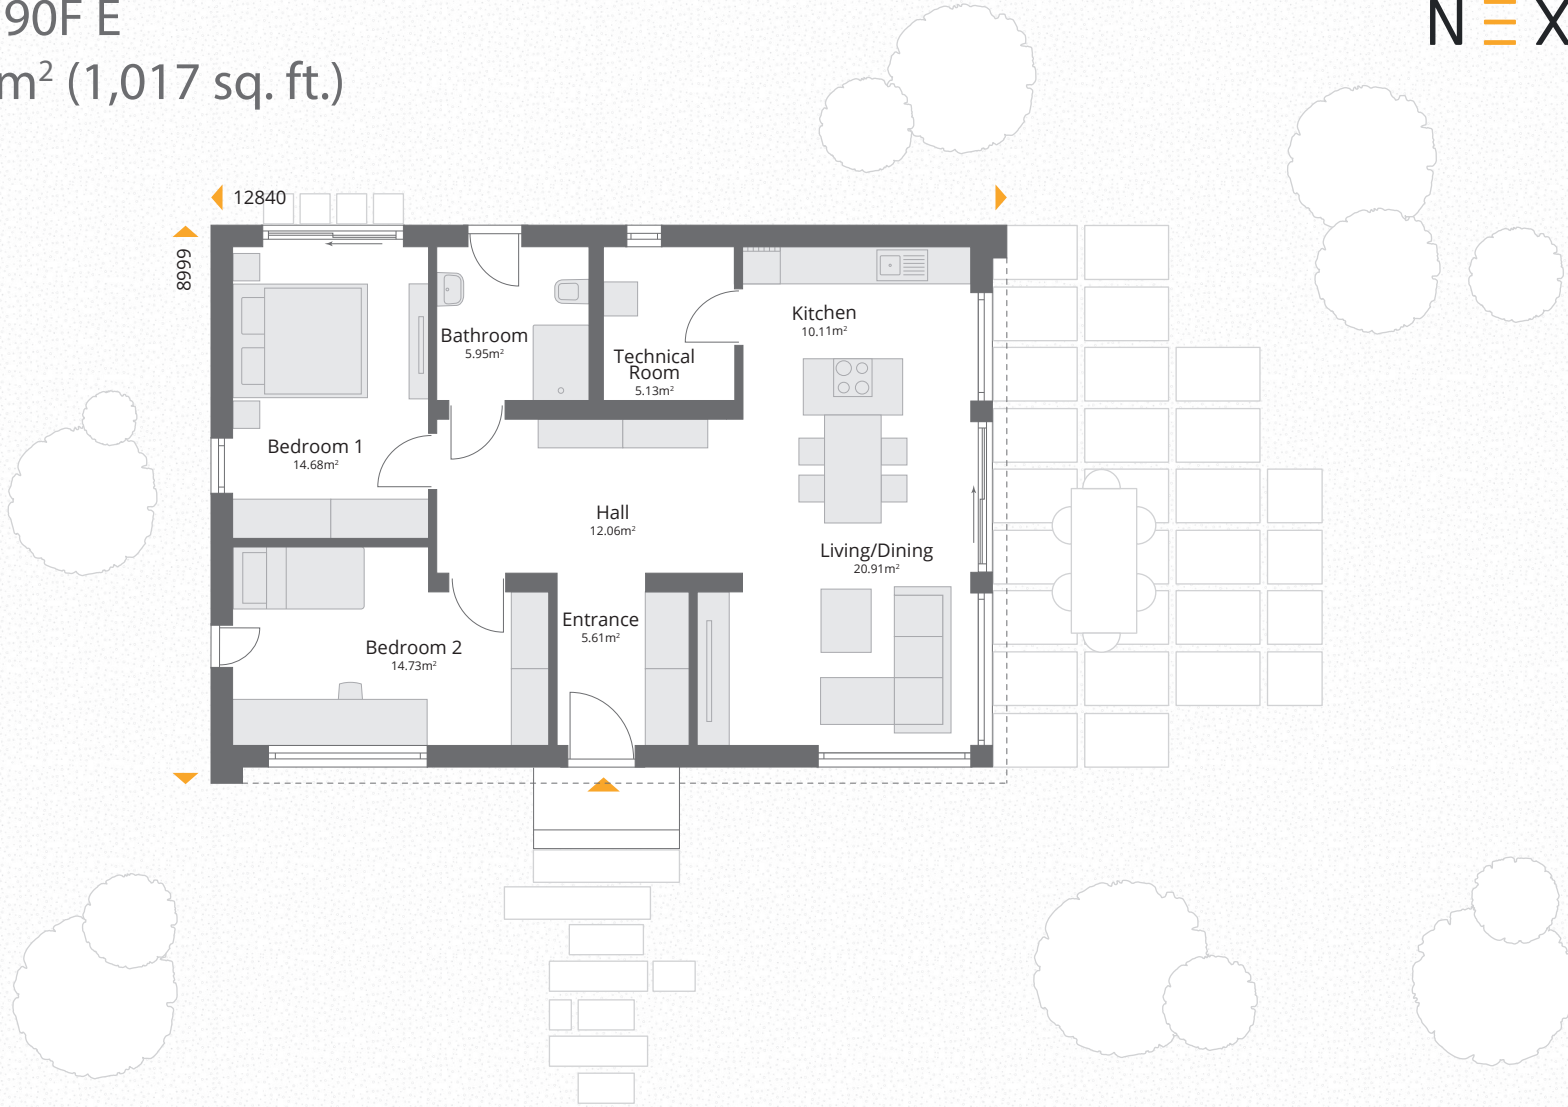 90F E
m² (1,017 sq. ft.)
N Ξ X
12840
8999
Bathroom
5.95m²
Technical
Room
5.13m²
Kitchen
10.11m²
Bedroom 1
14.68m²
Hall
12.06m²
Living/Dining
20.91m²
Entrance
5.61m²
Bedroom 2
14.73m²